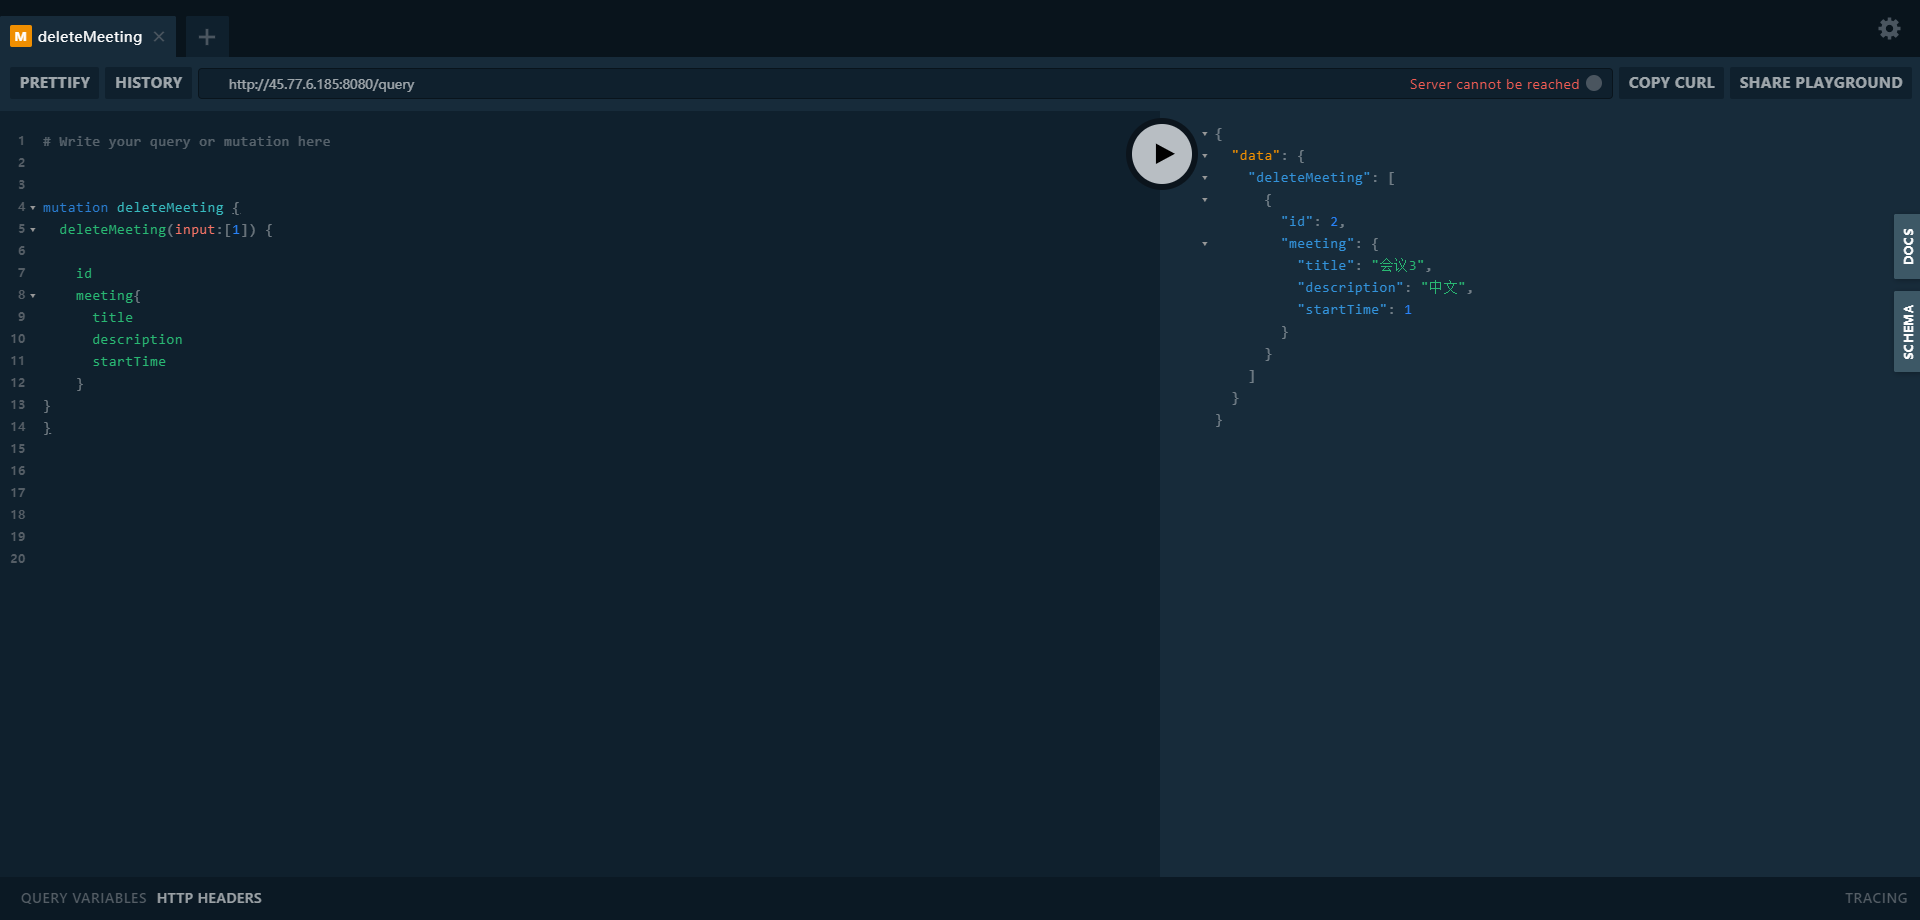 M deleteMeeting
PRETTIFY HISTORY http://45.77.6.185:8080/query Server cannot be reached COPY CURL SHARE PLAYGROUND
1 # Write your query or mutation here
2
3
4 mutation deleteMeeting {
5 deleteMeeting(input:[1]) {
6
7 id
8 meeting{
9 title
10 description
11 startTime
12 }
13 }
14 }
15
16
17
18
19
20
{
"data": {
"deleteMeeting": [
{
"id": 2,
"meeting": {
"title": "会议3",
"description": "中文",
"startTime": 1
}
}
]
}
}
DOCS
SCHEMA
QUERY VARIABLES HTTP HEADERS TRACING